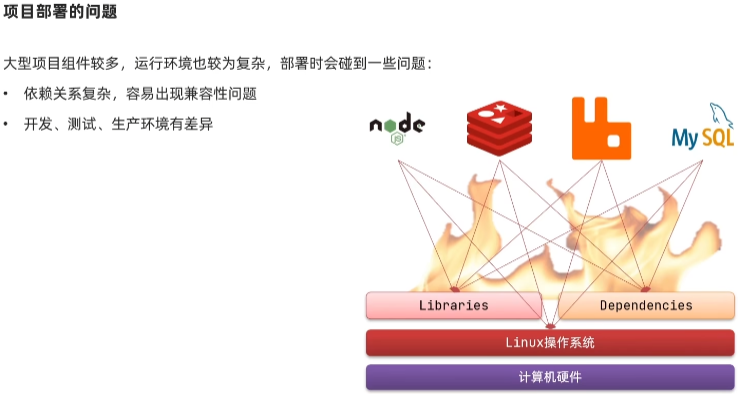 项目部署的问题
大型项目组件较多，运行环境也较为复杂，部署时会碰到一些问题：
• 依赖关系复杂，容易出现兼容性问题
• 开发、测试、生产环境有差异
node
JS
MySQL
Libraries
Dependencies
Linux操作系统
计算机硬件